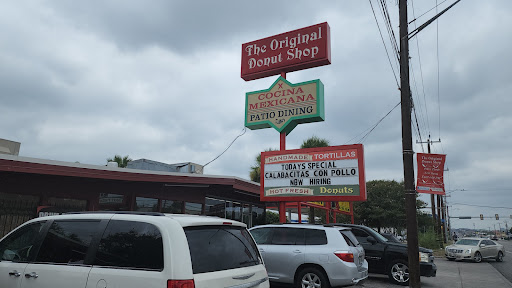 The Original
Donut Shop
COCINA
MEXICANA
PATIO DINING
HANDMADE TORTILLAS
TODAYS SPECIAL
CALABACITAS CON POLLO
NOW HIRING
HOT FRESH Donuts